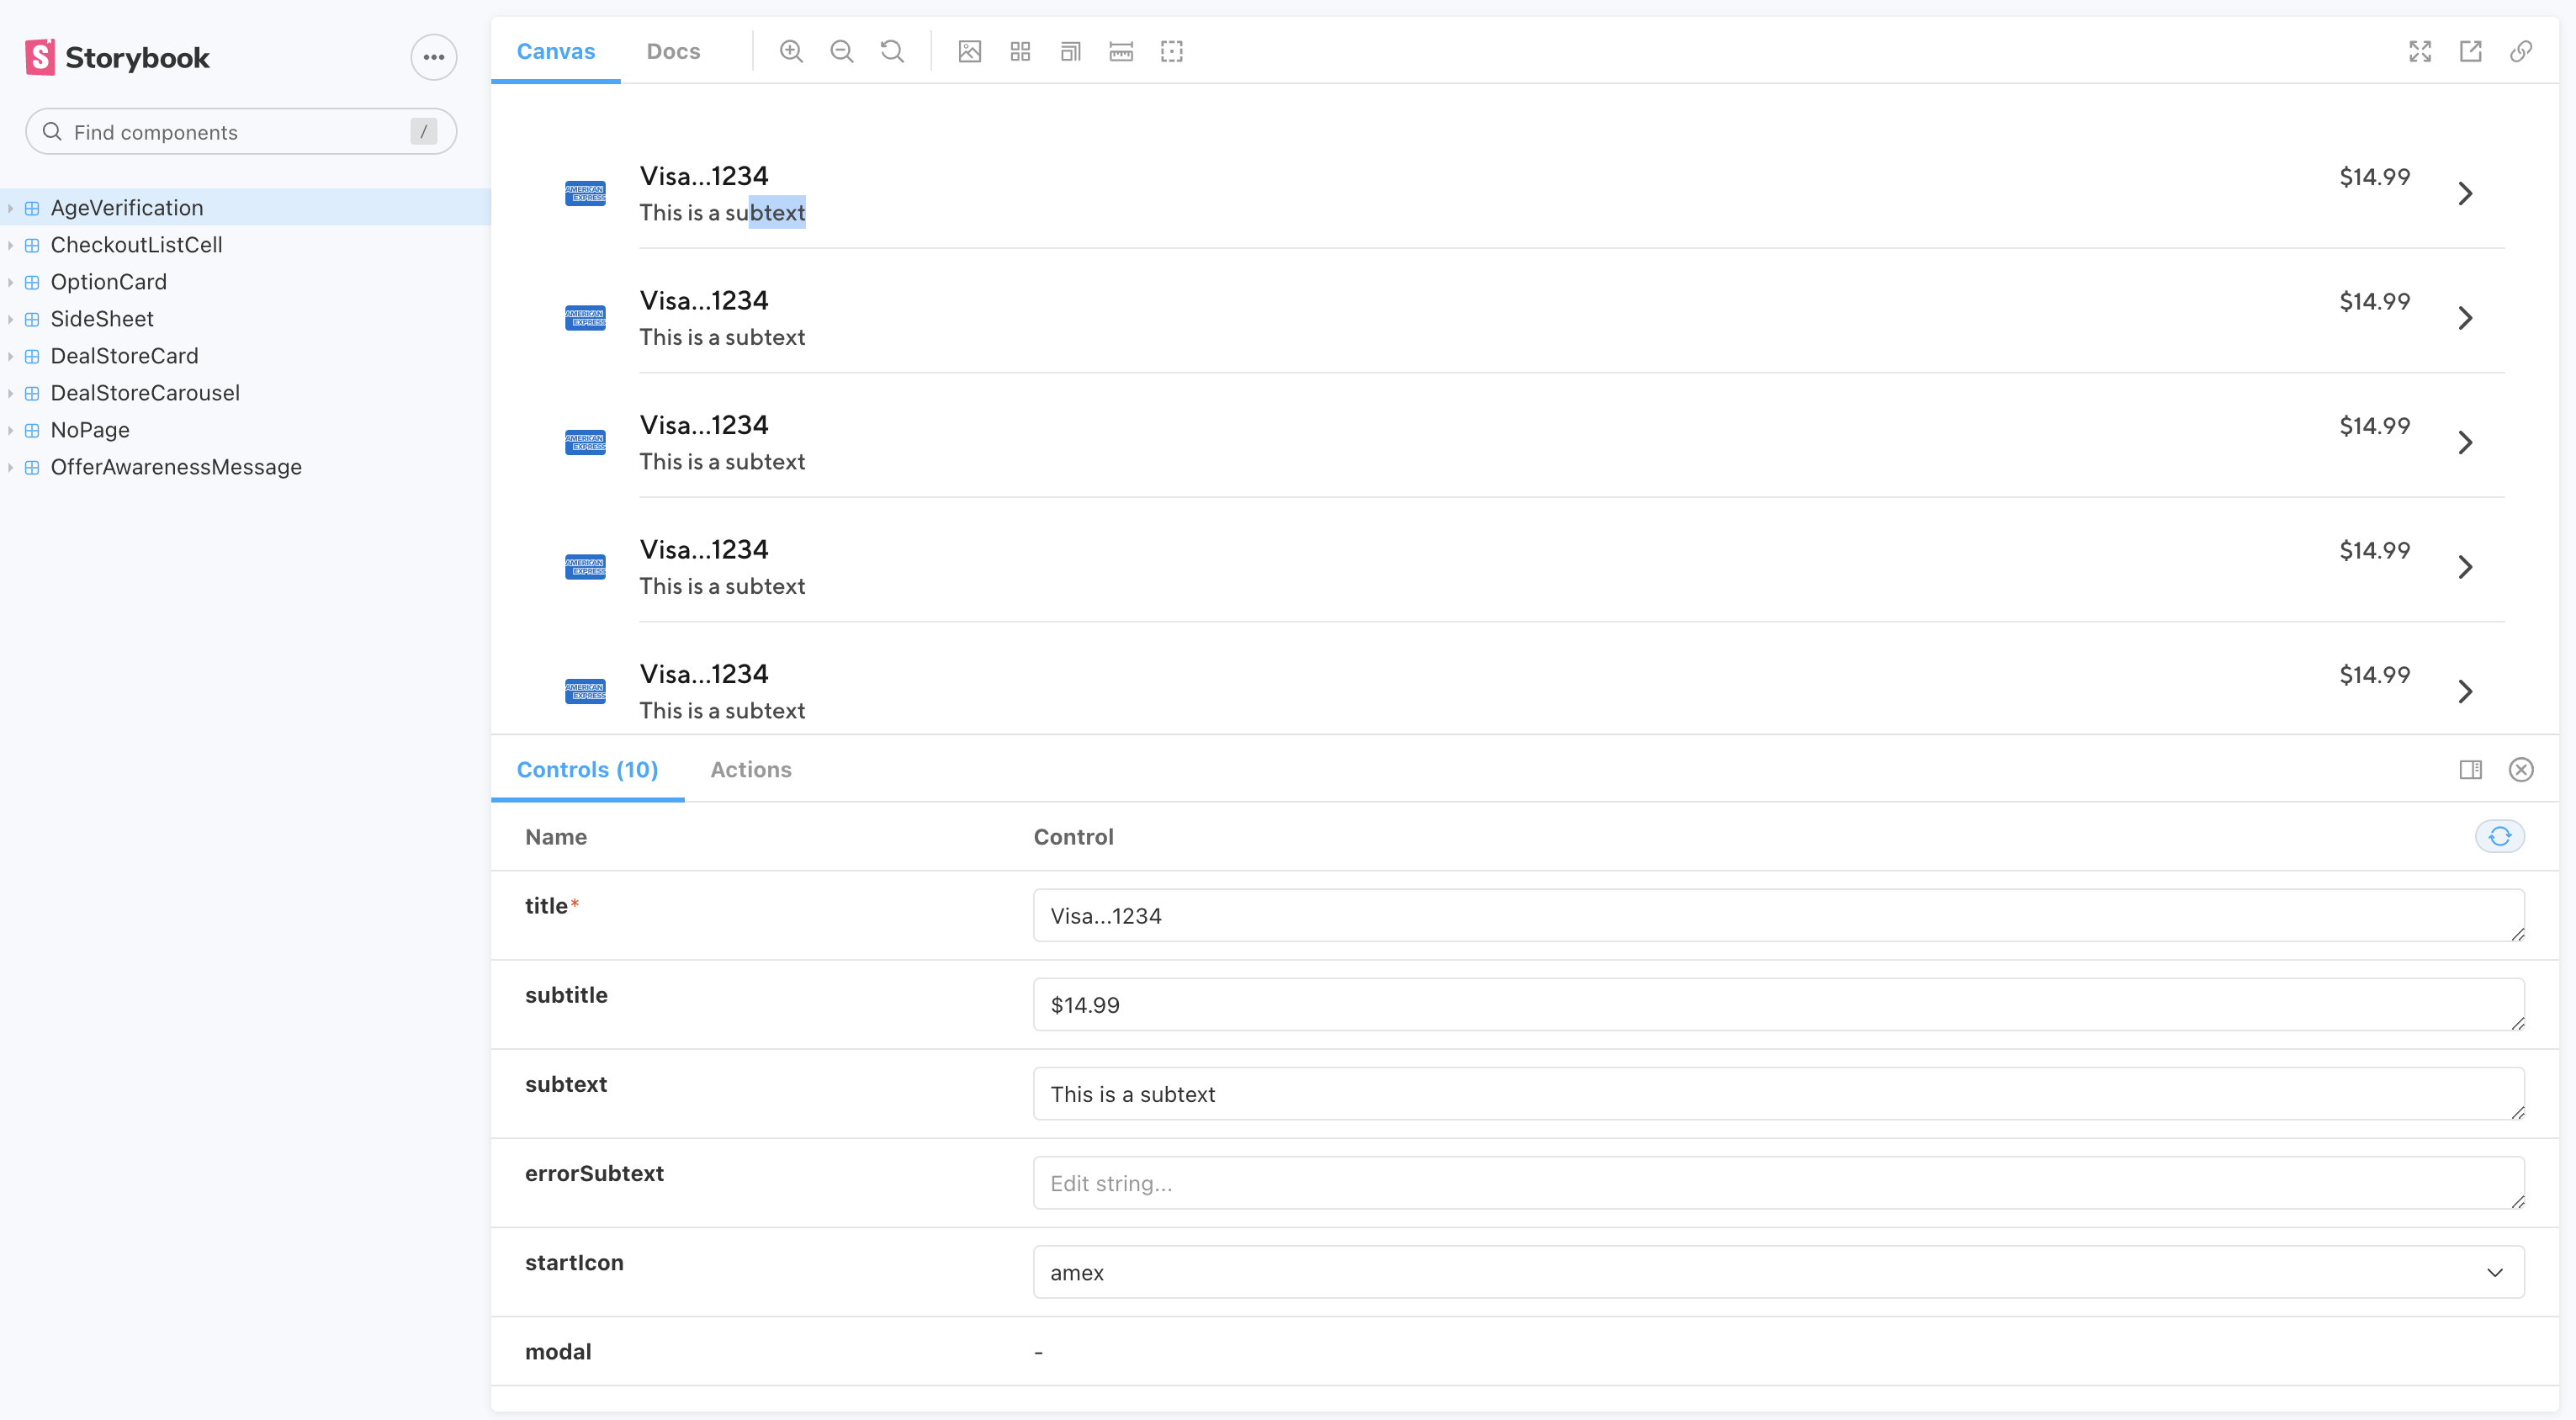 Storybook
Find components
/
AgeVerification
CheckoutListCell
OptionCard
SideSheet
DealStoreCard
DealStoreCarousel
NoPage
OfferAwarenessMessage
Canvas
Docs
AMERICAN EXPRESS
Visa...1234
$14.99
This is a subtext
AMERICAN EXPRESS
Visa...1234
$14.99
This is a subtext
AMERICAN EXPRESS
Visa...1234
$14.99
This is a subtext
AMERICAN EXPRESS
Visa...1234
$14.99
This is a subtext
AMERICAN EXPRESS
Visa...1234
$14.99
This is a subtext
Controls (10)
Actions
Name
Control
title*
Visa...1234
subtitle
$14.99
subtext
This is a subtext
errorSubtext
Edit string...
startIcon
amex
modal
-